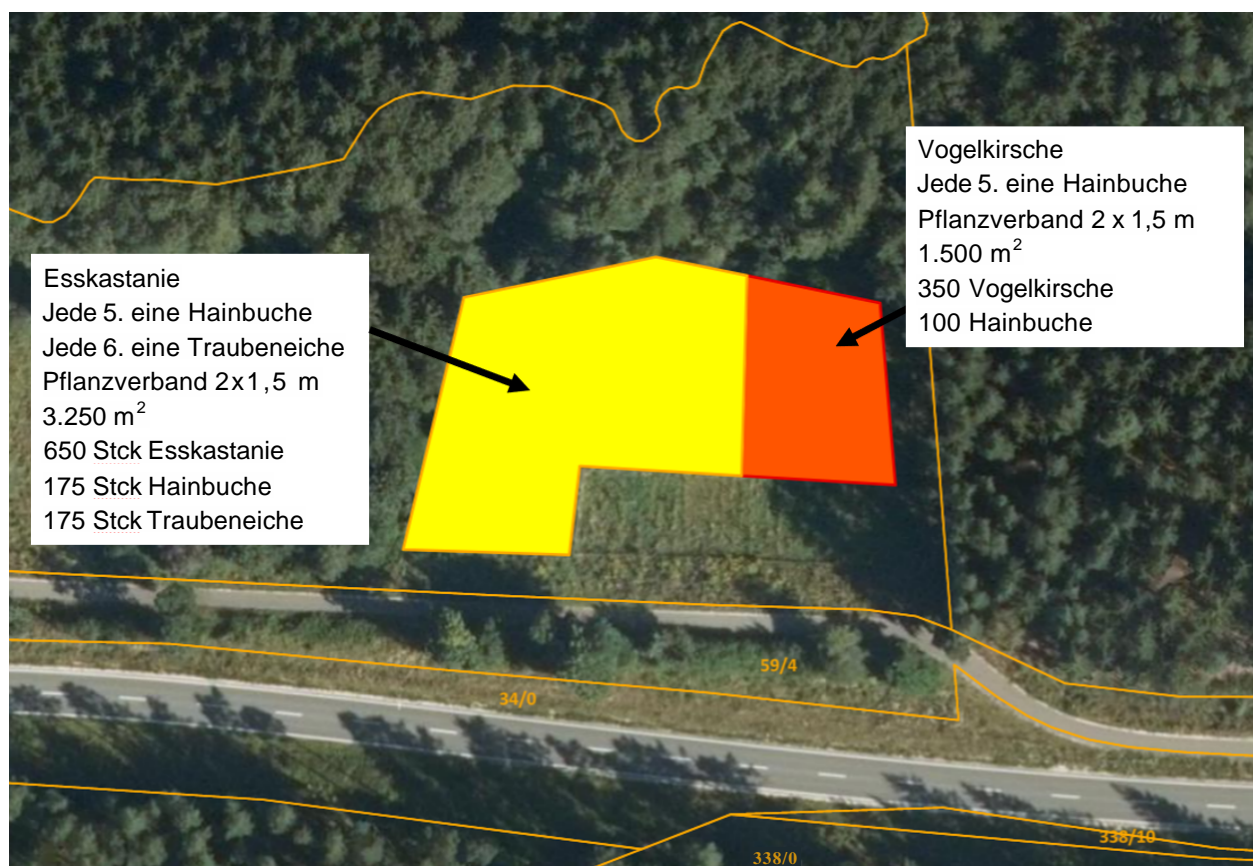 Vogelkirsche
Jede 5. eine Hainbuche
Pflanzverband 2 x 1,5 m
1.500 m²
350 Vogelkirsche
100 Hainbuche
Esskastanie
Jede 5. eine Hainbuche
Jede 6. eine Traubeneiche
Pflanzverband 2x1,5 m
3.250 m²
650 Stck Esskastanie
175 Stck Hainbuche
175 Stck Traubeneiche
59/4
34/0
338/10
338/0